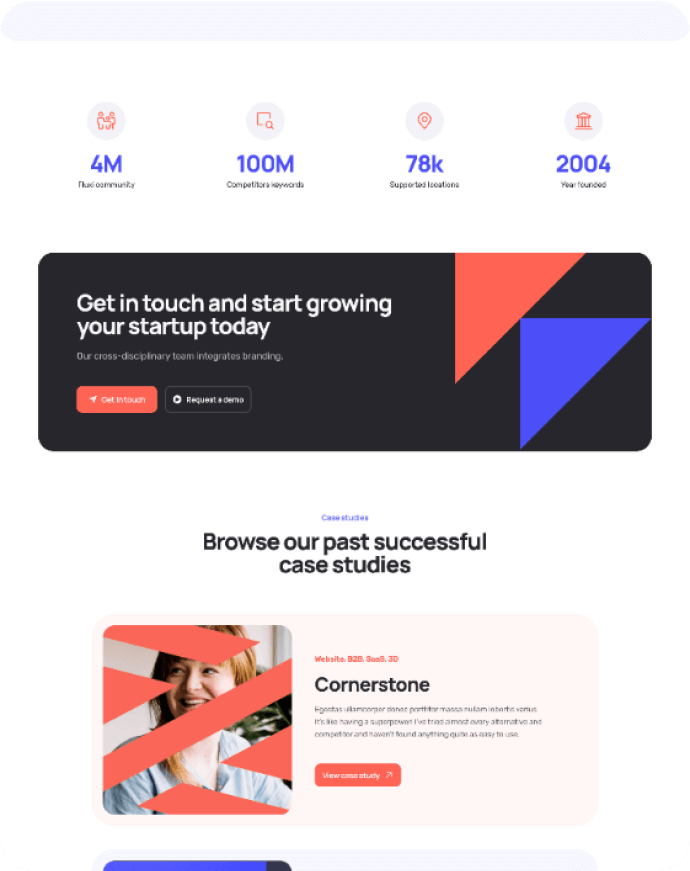 4M
100M
78k
2004
Fluxi community
Competitors keywords
Supported locations
Year founded
Get in touch and start growing
your startup today
Our cross-disciplinary team integrates branding.
Get in touch
Request a demo
Case studies
Browse our past successful
case studies
Website, B2B, SaaS, 3D
Cornerstone
Egestas ullamcorper donec porttitor massa nullam lobortis varius.
It's like having a superpower! I've tried almost every alternative and
competitor and haven't found anything quite as easy to use.
View case study